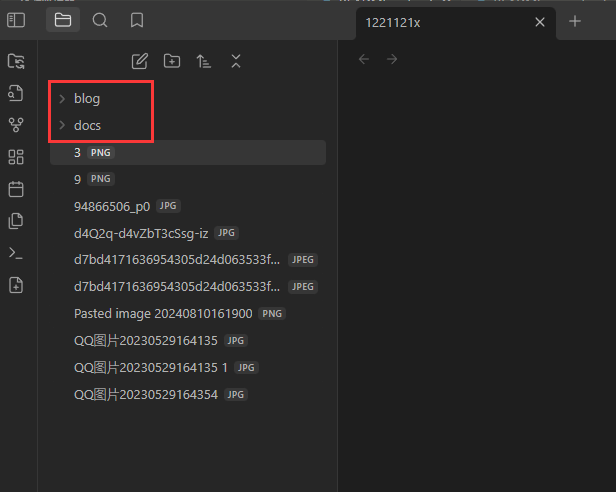 1221121x
blog
docs
3 PNG
9 PNG
94866506_p0 JPG
d4Q2q-d4vZbT3cSsg-iz JPG
d7bd4171636954305d24d063533f... JPEG
d7bd4171636954305d24d063533f... JPEG
Pasted image 20240810161900 PNG
QQ图片20230529164135 JPG
QQ图片20230529164135 1 JPG
QQ图片20230529164354 JPG